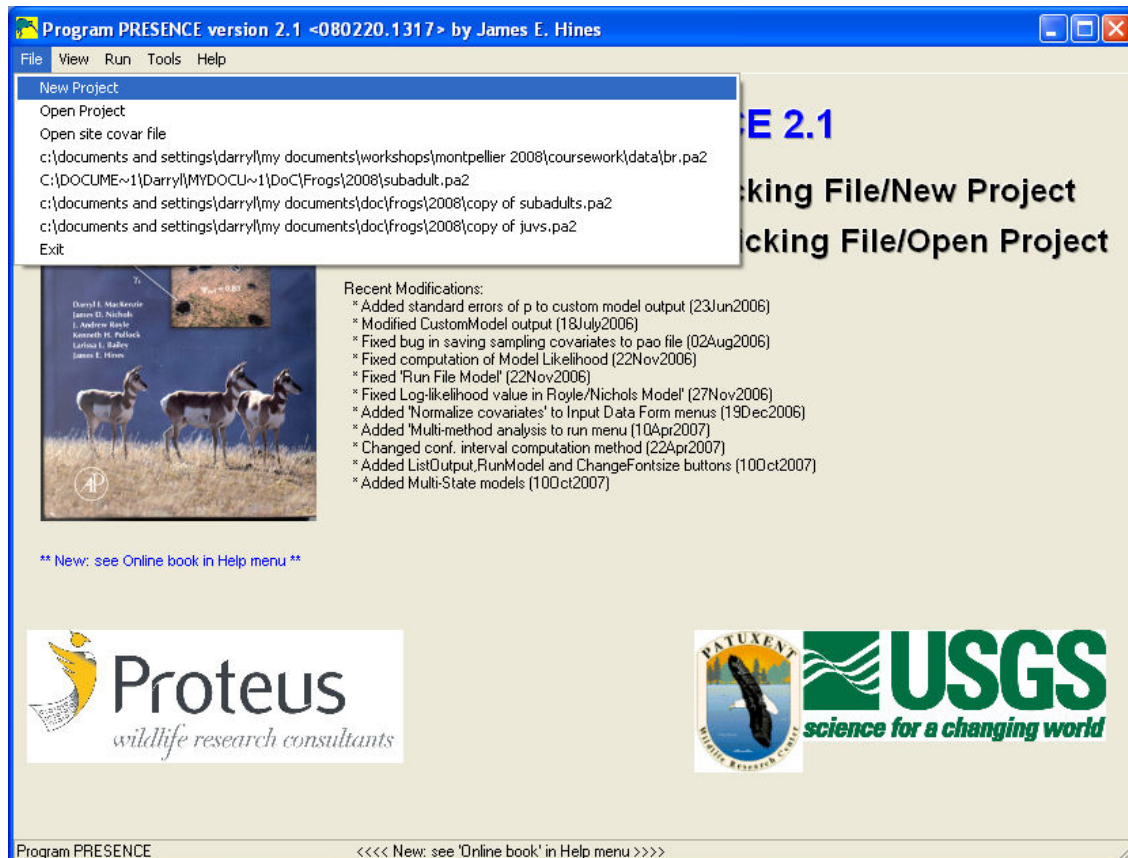 Program PRESENCE version 2.1 <080220.1317> by James E. Hines
File View Run Tools Help
New Project
Open Project
Open site covar file
c:\documents and settings\darryl\my documents\workshops\montpellier 2008\coursework\data\br.pa2
C:\DOCUME~1\Darryl\MYDOCU~1\DoC\Frogs\2008\subadult.pa2
c:\documents and settings\darryl\my documents\doc\frogs\2008\copy of subadults.pa2
c:\documents and settings\darryl\my documents\doc\frogs\2008\copy of juvs.pa2
Exit
CE 2.1
cking File/New Project
icking File/Open Project
Darryl I. MacKenzie
James D. Nichols
J. Andrew Royle
Kenneth H. Pollock
Larissa L. Bailey
James E. Hines
AP
Recent Modifications:
* Added standard errors of p to custom model output (23Jun2006)
* Modified CustomModel output (18July2006)
* Fixed bug in saving sampling covariates to pao file (02Aug2006)
* Fixed computation of Model Likelihood (22Nov2006)
* Fixed 'Run File Model' (22Nov2006)
* Fixed Log-likelihood value in Royle/Nichols Model' (27Nov2006)
* Added 'Normalize covariates' to Input Data Form menus (19Dec2006)
* Added 'Multi-method analysis to run menu (10Apr2007)
* Changed conf. interval computation method (22Apr2007)
* Added ListOutput,RunModel and ChangeFontsize buttons (10Oct2007)
* Added Multi-State models (10Oct2007)
** New: see Online book in Help menu **
Proteus
wildlife research consultants
PATUXENT
Wildlife Research Center
USGS
science for a changing world
Program PRESENCE
<<<< New: see 'Online book' in Help menu >>>>